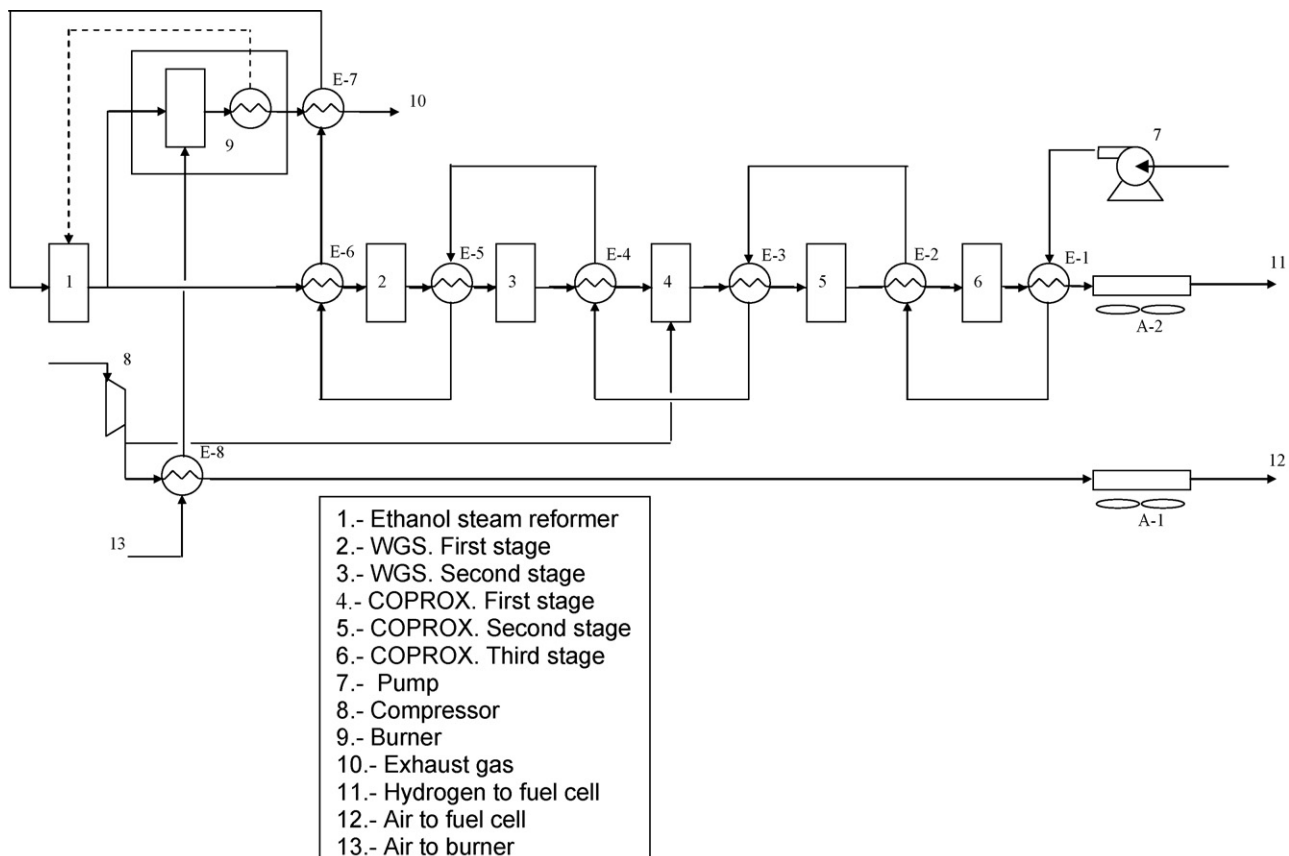 E-7
10
9
7
E-6
E-5
E-4
E-3
E-2
E-1
11
1
2
3
4
5
6
A-2
8
E-8
12
A-1
13
1.- Ethanol steam reformer
2.- WGS. First stage
3.- WGS. Second stage
4.- COPROX. First stage
5.- COPROX. Second stage
6.- COPROX. Third stage
7.- Pump
8.- Compressor
9.- Burner
10.- Exhaust gas
11.- Hydrogen to fuel cell
12.- Air to fuel cell
13.- Air to burner